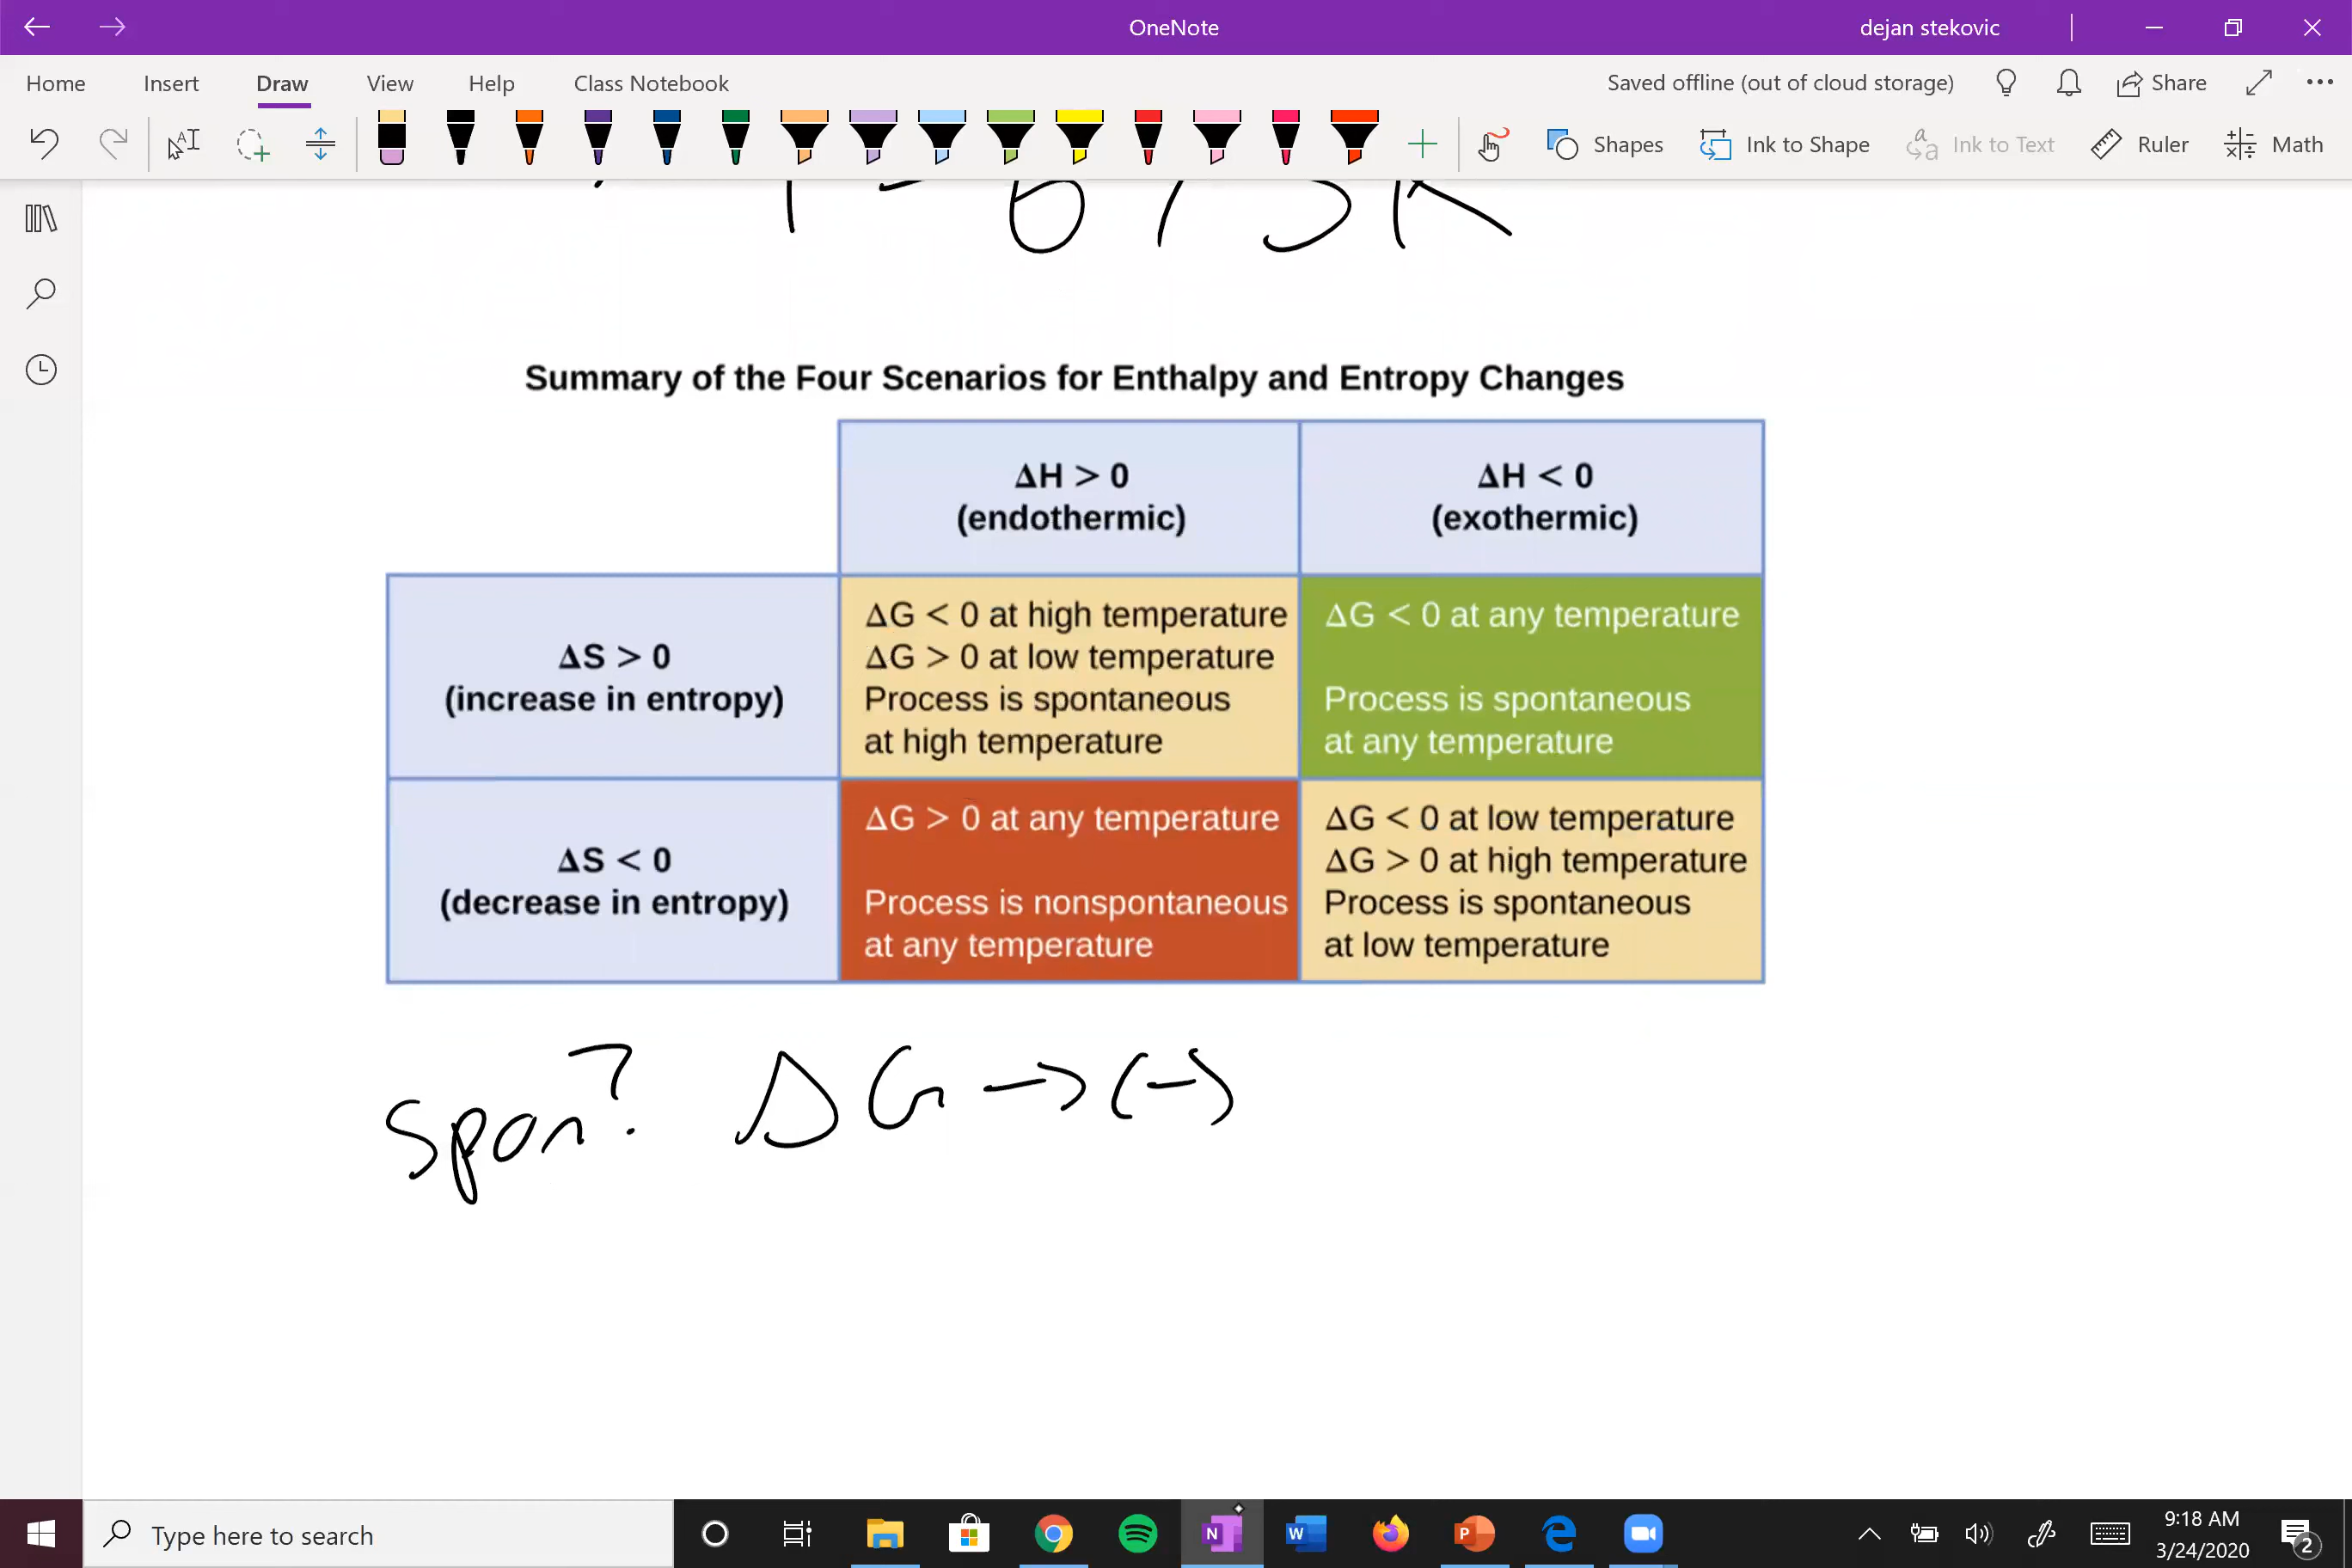 OneNote
dejan stekovic
Home Insert Draw View Help Class Notebook
Saved offline (out of cloud storage)
Share
Shapes Ink to Shape Ink to Text Ruler Math
Summary of the Four Scenarios for Enthalpy and Entropy Changes
ΔH > 0
(endothermic)
ΔH < 0
(exothermic)
ΔS > 0
(increase in entropy)
ΔG < 0 at high temperature
ΔG > 0 at low temperature
Process is spontaneous
at high temperature
ΔG < 0 at any temperature
Process is spontaneous
at any temperature
ΔS < 0
(decrease in entropy)
ΔG > 0 at any temperature
Process is nonspontaneous
at any temperature
ΔG < 0 at low temperature
ΔG > 0 at high temperature
Process is spontaneous
at low temperature
Spon? ΔG → (-)
Type here to search
9:18 AM
3/24/2020
2